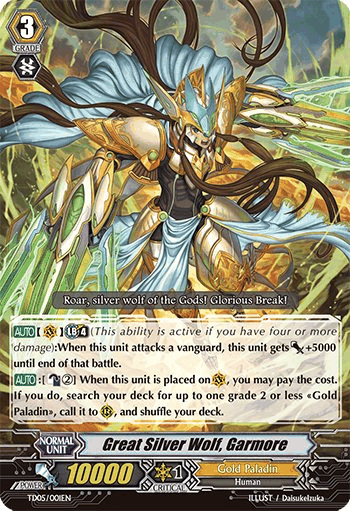 3
GRADE
Roar, silver wolf of the Gods! Glorious Break!
AUTO [ ] LB4 (This ability is active if you have four or more
damage):When this unit attacks a vanguard, this unit gets +5000
until end of that battle.
AUTO : [ ②] When this unit is placed on , you may pay the cost.
If you do, search your deck for up to one grade 2 or less «Gold
Paladin», call it to , and shuffle your deck.
NORMAL
UNIT
Great Silver Wolf, Garmore
POWER
10000
1
CRITICAL
Gold Paladin
Human
TD05/001EN
ILLUST / DaisukeIzuka